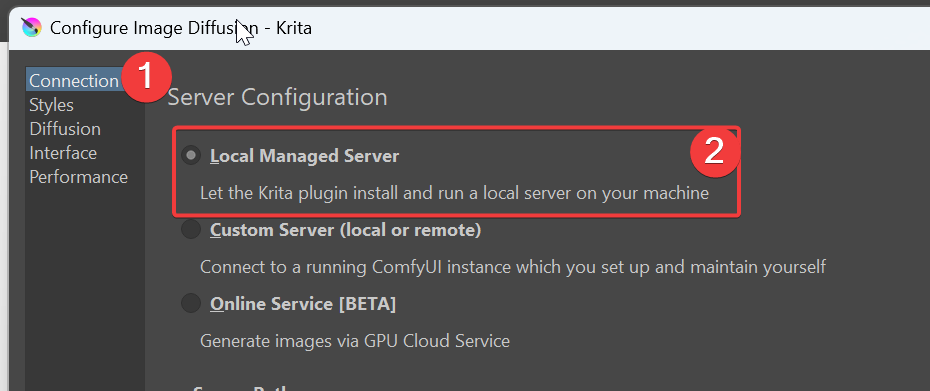 Configure Image Diffusion - Krita
Connection
1
Styles
Diffusion
Interface
Performance
Server Configuration
Local Managed Server
2
Let the Krita plugin install and run a local server on your machine
Custom Server (local or remote)
Connect to a running ComfyUI instance which you set up and maintain yourself
Online Service [BETA]
Generate images via GPU Cloud Service